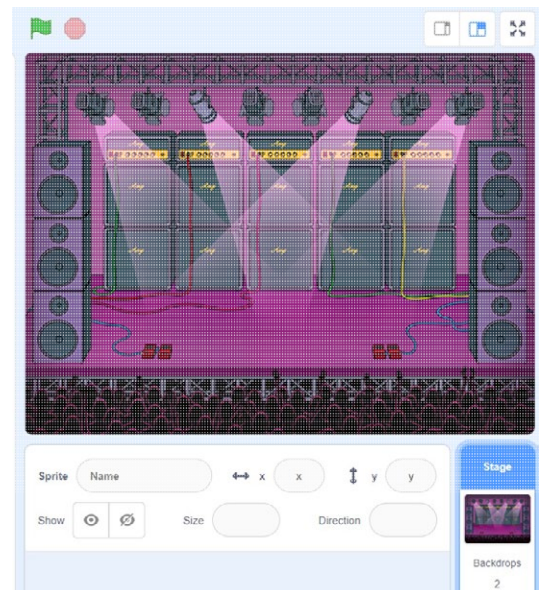 Sprite Name x x y y
Show Size Direction
Stage
Backdrops
2